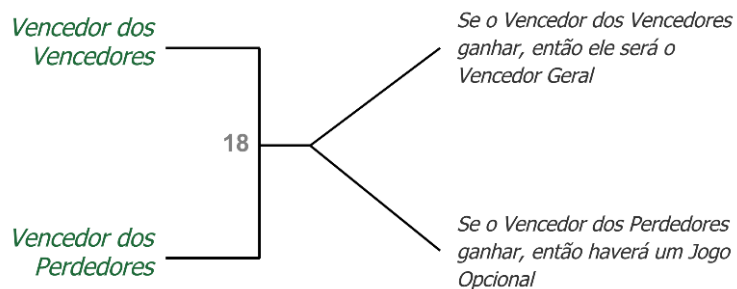 Vencedor dos
Vencedores
Se o Vencedor dos Vencedores
ganhar, então ele será o
Vencedor Geral
18
Vencedor dos
Perdedores
Se o Vencedor dos Perdedores
ganhar, então haverá um Jogo
Opcional